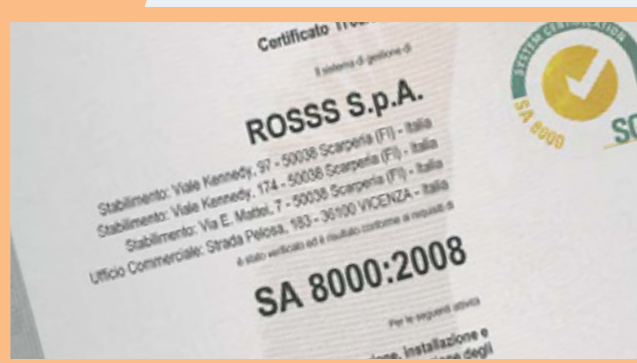 Certificato
Il sistema di gestione di
ROSSS S.p.A.
Stabilimento: Viale Kennedy, 97 - 50038 Scarperia (FI) - Italia
Stabilimento: Viale Kennedy, 174 - 50038 Scarperia (FI) - Italia
Stabilimento: Via E. Mattei, 7 - 50038 Scarperia (FI) - Italia
Ufficio Commerciale: Strada Pelosa, 183 - 36100 VICENZA - Italia
è stato verificato ed è risultato conforme ai requisiti di
SA 8000:2008
Per le seguenti attività
installazione e
degli
SYSTEM CERTIFICATION
SA 8000